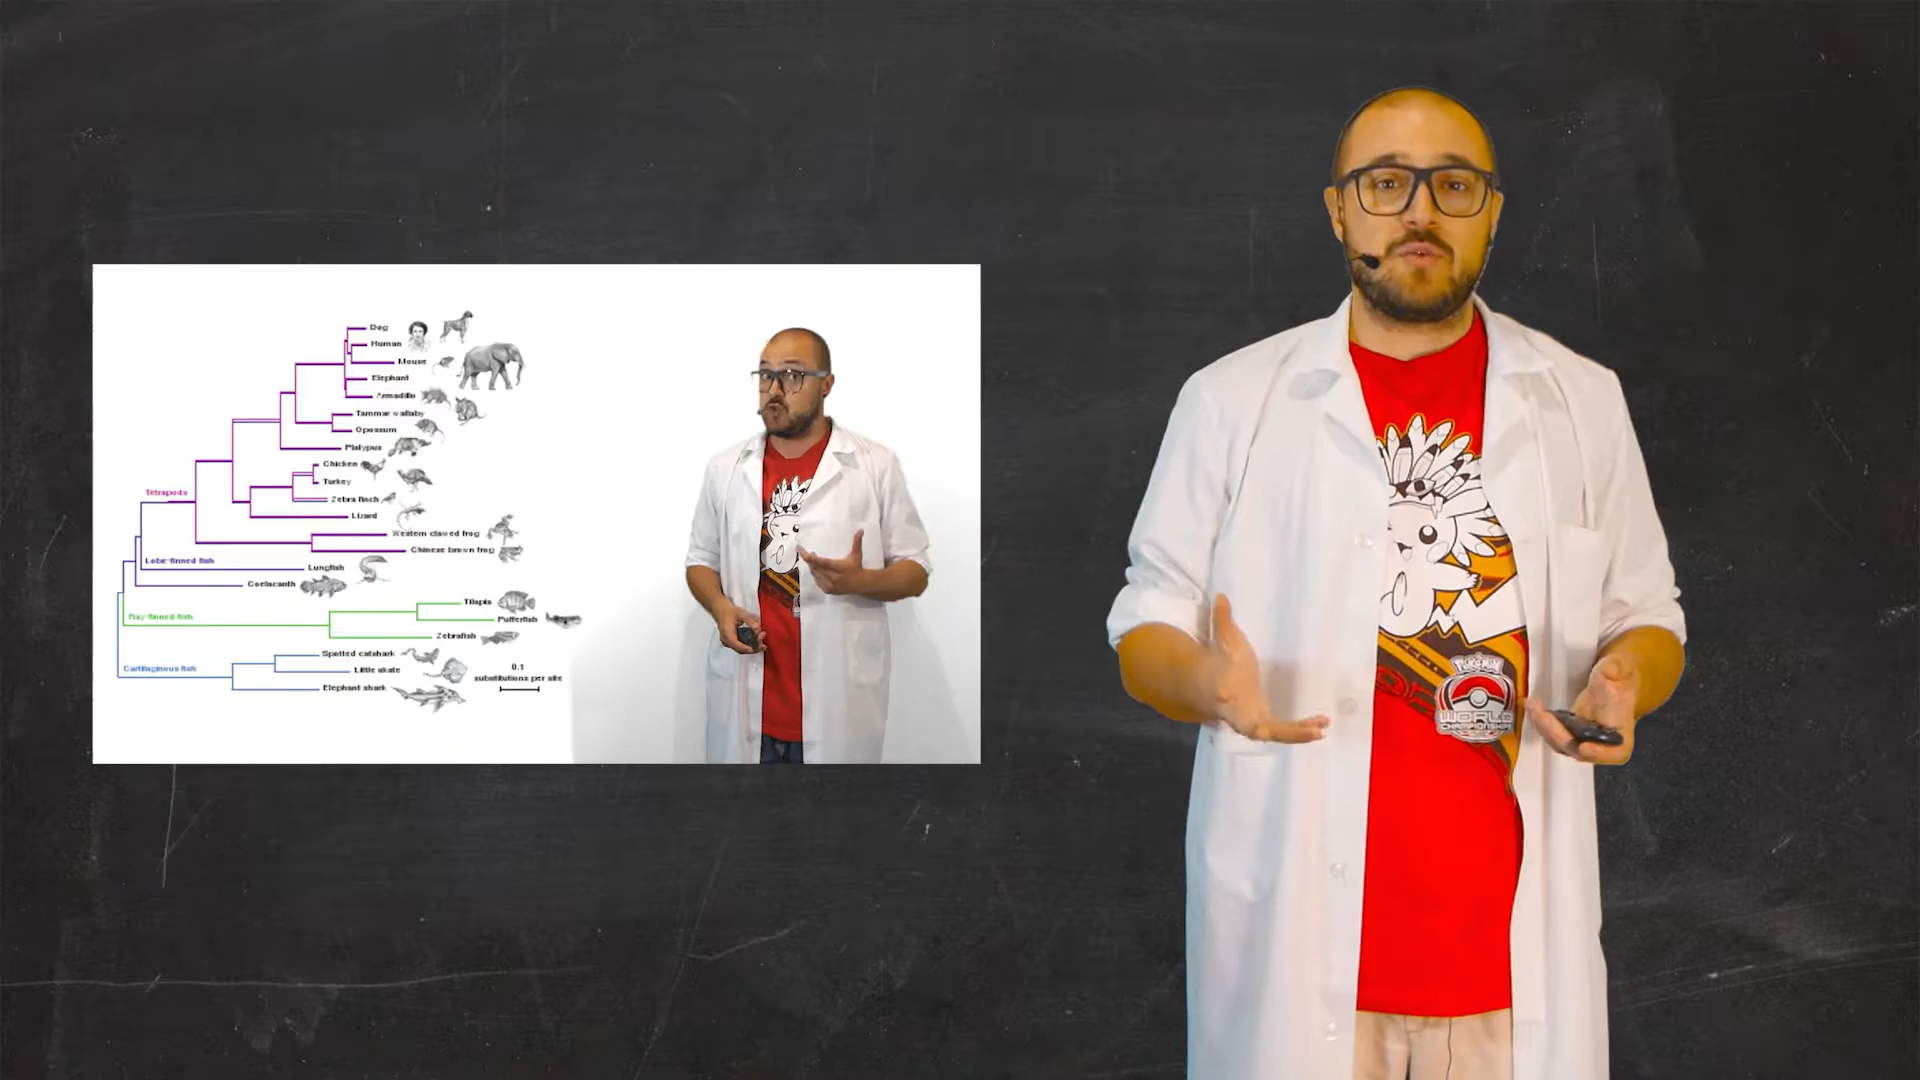 Dog
Human
Mouse
Elephant
Armadillo
Tammar wallaby
Opossum
Platypus
Chicken
Turkey
Tetrapods
Zebra finch
Lizard
Western clawed frog
Chinese brown frog
Lobe-finned fish
Lungfish
Coelacanth
Tilapia
Ray-finned fish
Pufferfish
Zebrafish
Spotted catshark
Cartilaginous fish
Little skate
0.1
substitutions per site
Elephant shark
POKéMON
WORLD
CHAMPIONSHIPS